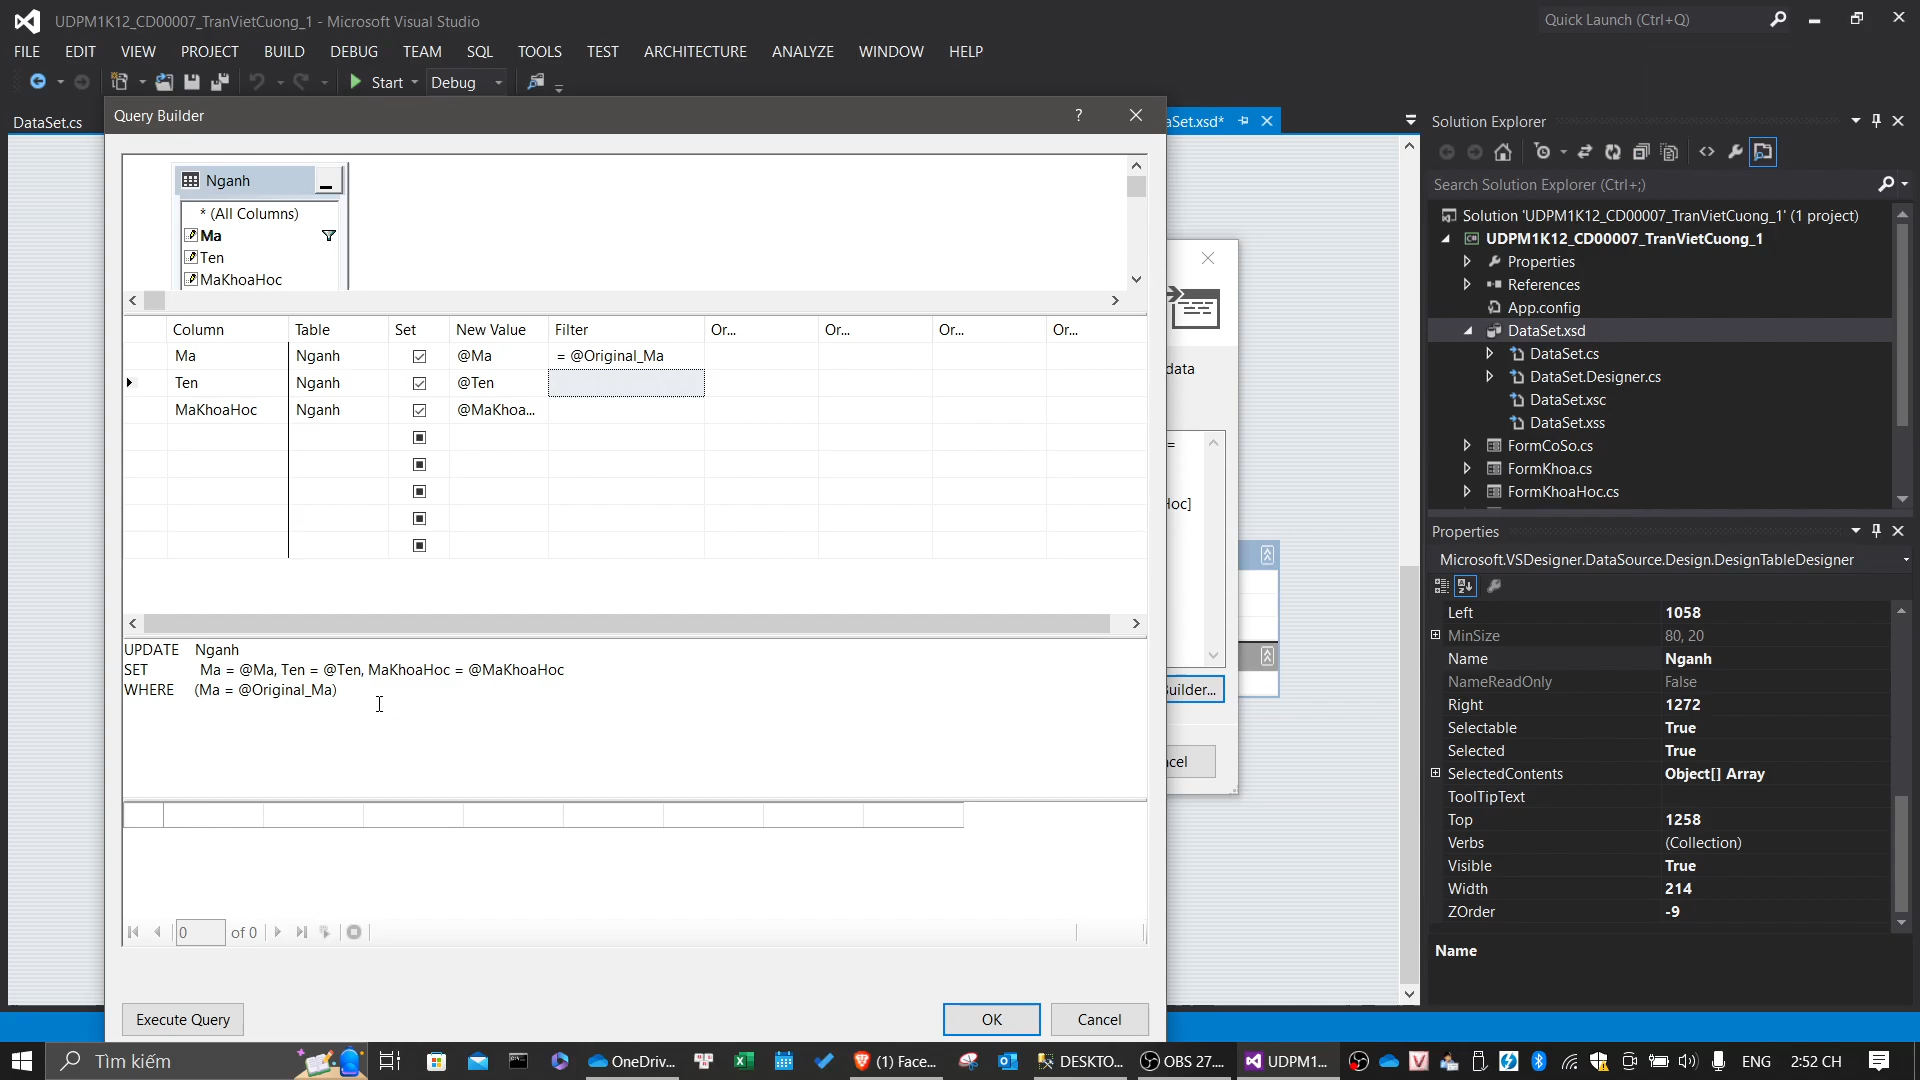 UDPM1K12_CD00007_TranVietCuong_1 - Microsoft Visual Studio
Quick Launch (Ctrl+Q)
FILE EDIT VIEW PROJECT BUILD DEBUG TEAM SQL TOOLS TEST ARCHITECTURE ANALYZE WINDOW HELP
Start Debug
DataSet.cs
aSet.xsd*
Query Builder
?
Nganh
* (All Columns)
Ma
Ten
MaKhoaHoc
Column Table Set New Value Filter Or... Or... Or... Or...
Ma Nganh @Ma = @Original_Ma
Ten Nganh @Ten
MaKhoaHoc Nganh @MaKhoa...
UPDATE Nganh
SET Ma = @Ma, Ten = @Ten, MaKhoaHoc = @MaKhoaHoc
WHERE (Ma = @Original_Ma)
0 of 0
Execute Query
OK
Cancel
data
=
Hoc]
Builder...
ncel
Solution Explorer
Search Solution Explorer (Ctrl+;)
Solution 'UDPM1K12_CD00007_TranVietCuong_1' (1 project)
UDPM1K12_CD00007_TranVietCuong_1
Properties
References
App.config
DataSet.xsd
DataSet.cs
DataSet.Designer.cs
DataSet.xsc
DataSet.xss
FormCoSo.cs
FormKhoa.cs
FormKhoaHoc.cs
Properties
Microsoft.VSDesigner.DataSource.Design.DesignTableDesigner
Left 1058
MinSize 80, 20
Name Nganh
NameReadOnly False
Right 1272
Selectable True
Selected True
SelectedContents Object[] Array
ToolTipText
Top 1258
Verbs (Collection)
Visible True
Width 214
ZOrder -9
Name
Tìm kiếm
OneDriv...
(1) Face...
DESKTO...
OBS 27....
UDPM1...
ENG
2:52 CH